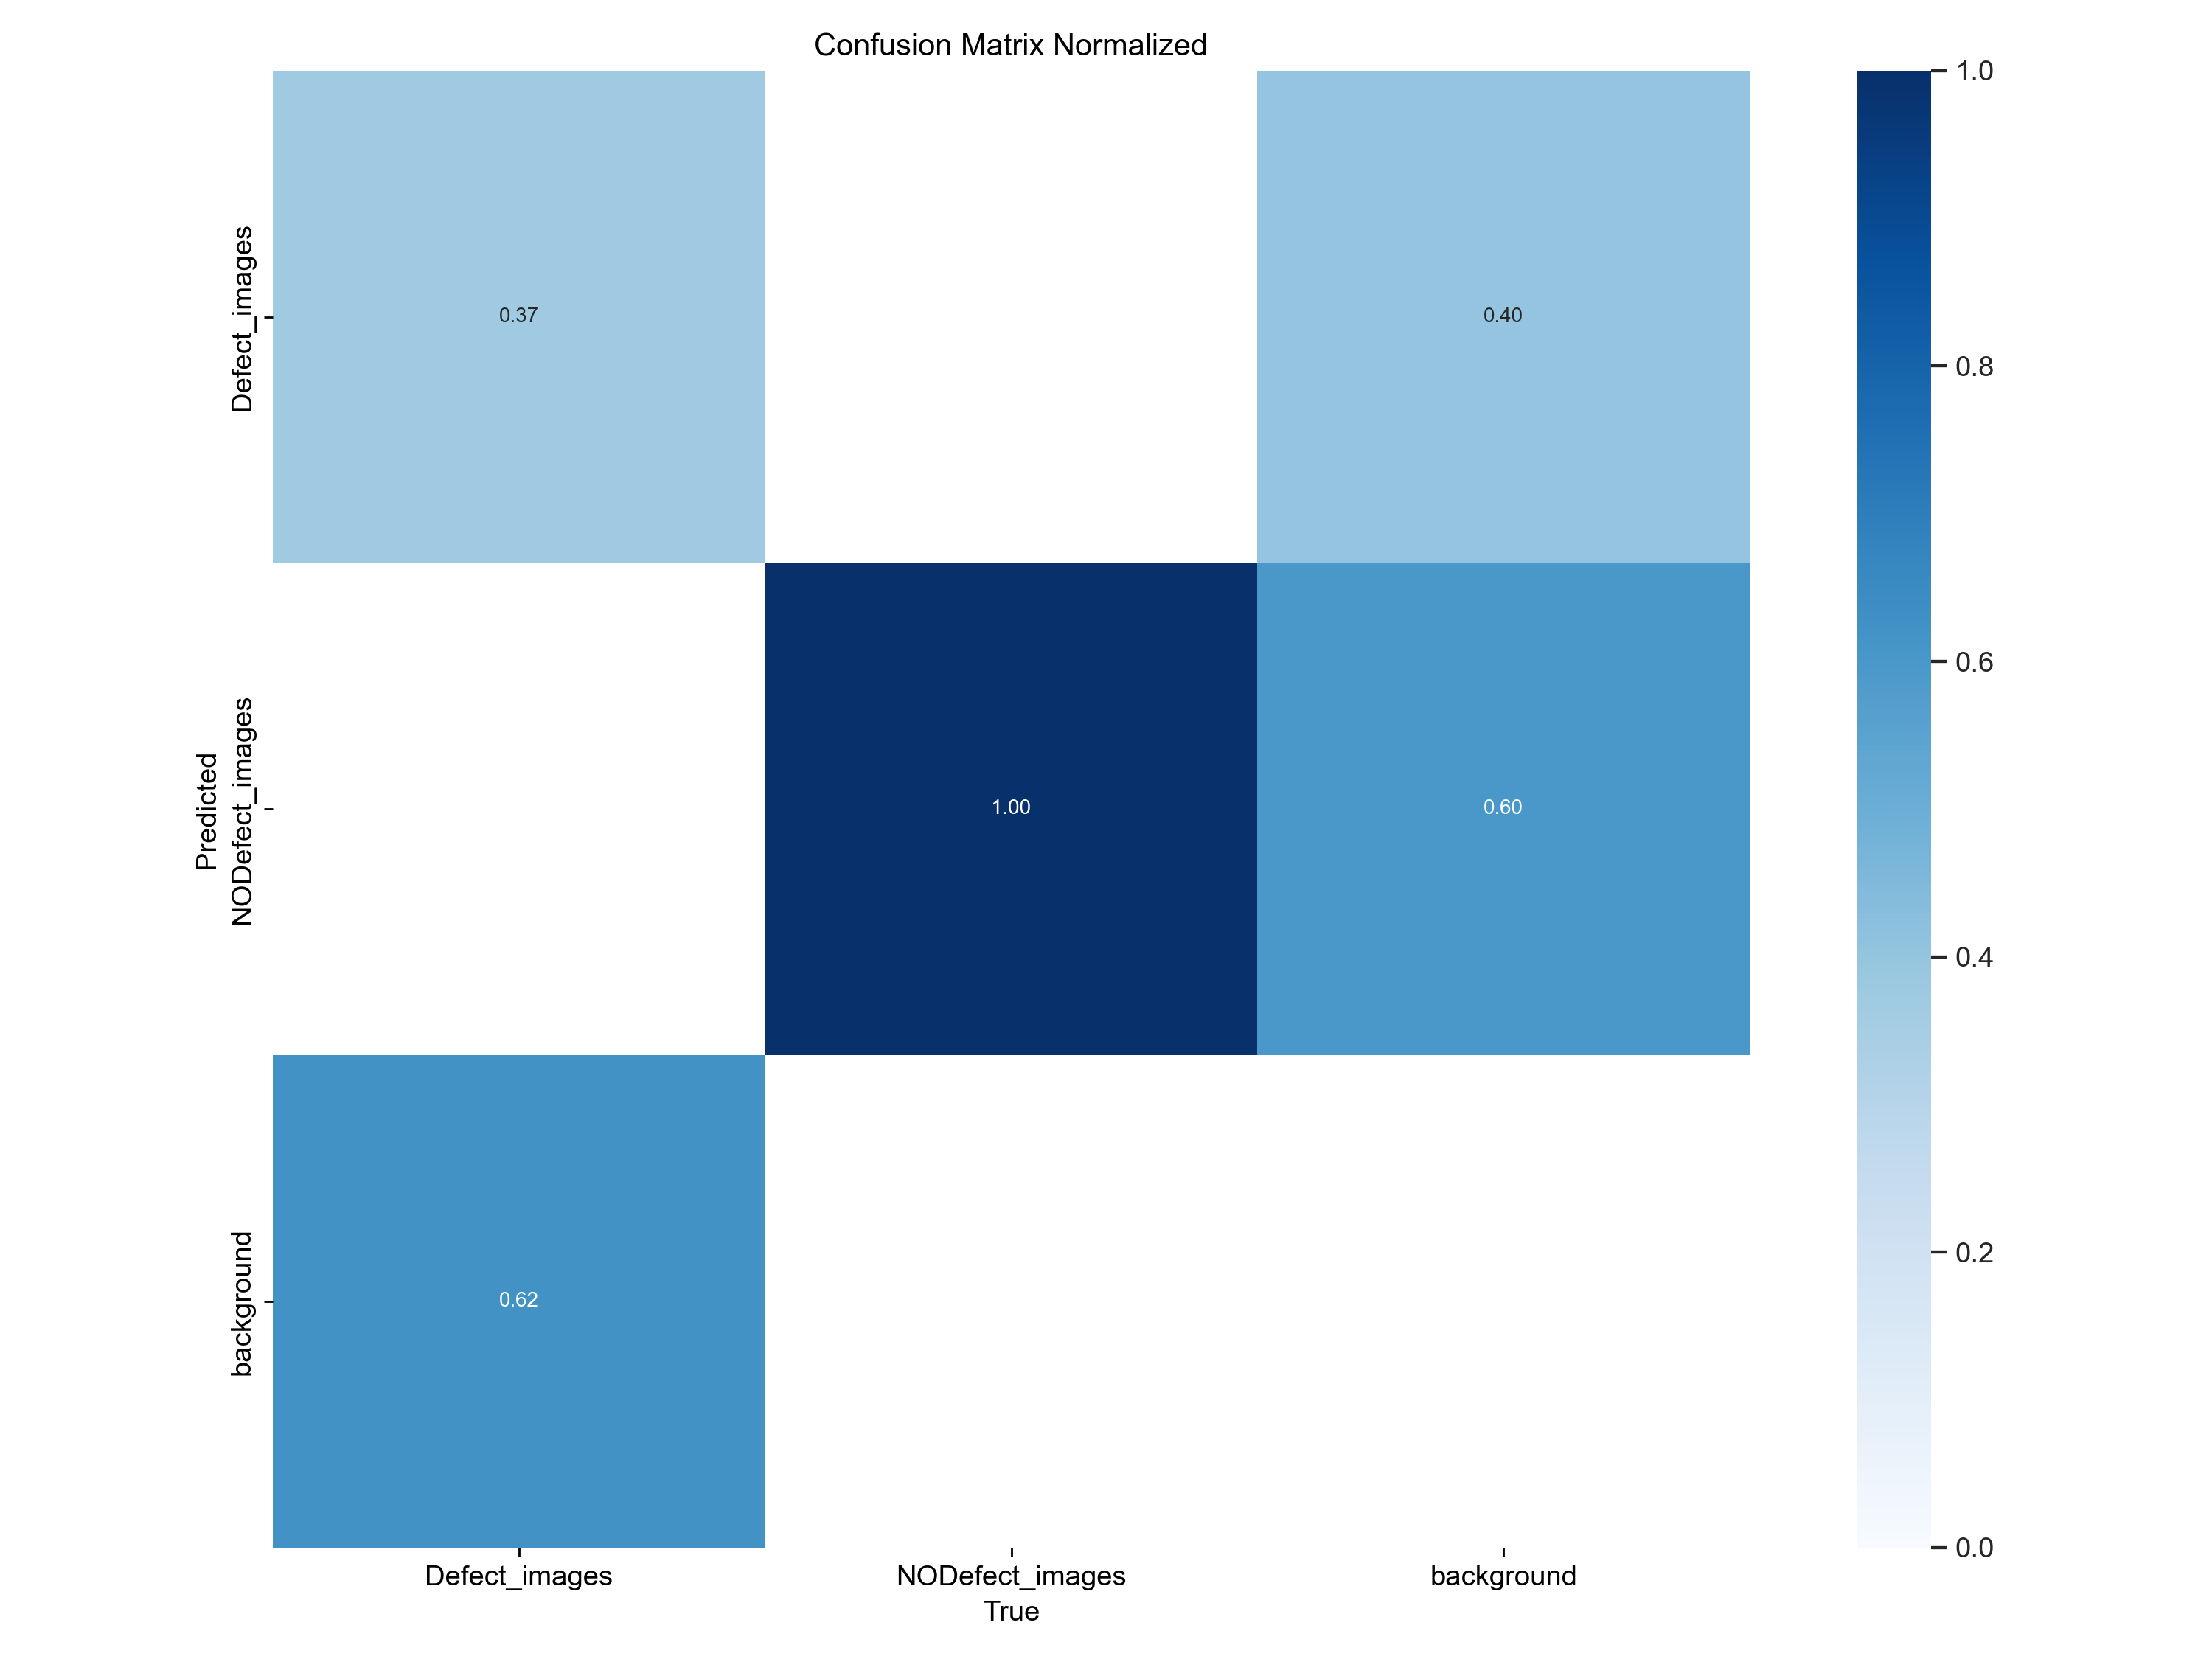 Confusion Matrix Normalized
1.0
0.8
0.6
0.4
0.2
0.0
Predicted
Defect_images
NODefect_images
background
0.37
0.40
1.00
0.60
0.62
Defect_images
NODefect_images
background
True